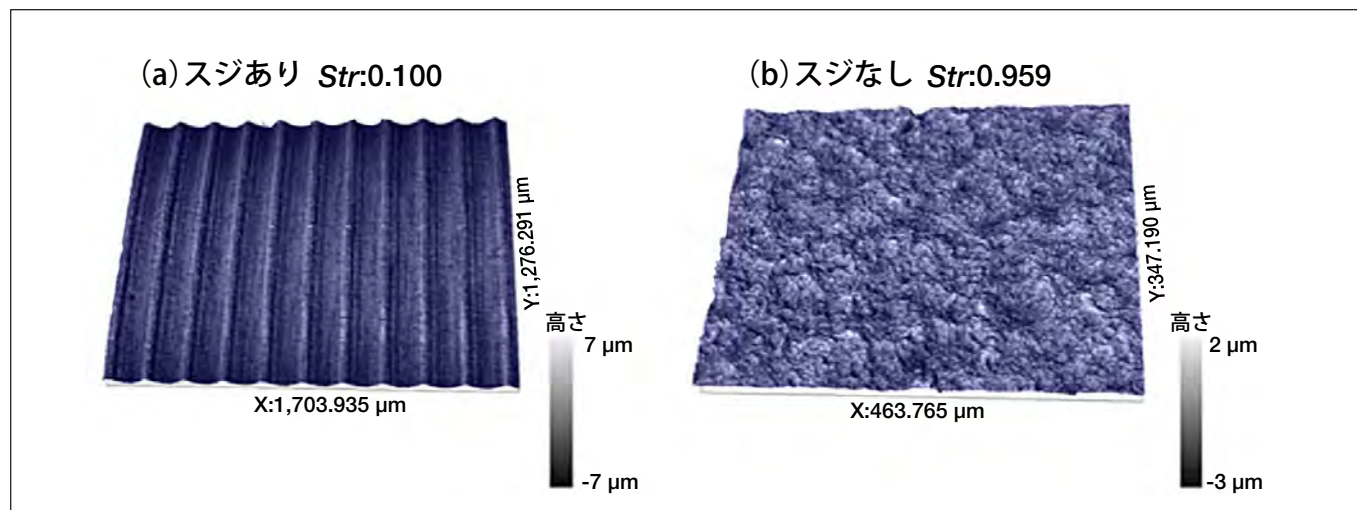 (a)スジあり Str:0.100
Y:1,276.291 µm
X:1,703.935 µm
高さ
7 µm
-7 µm
(b)スジなし Str:0.959
Y:347.190 µm
X:463.765 µm
高さ
2 µm
-3 µm